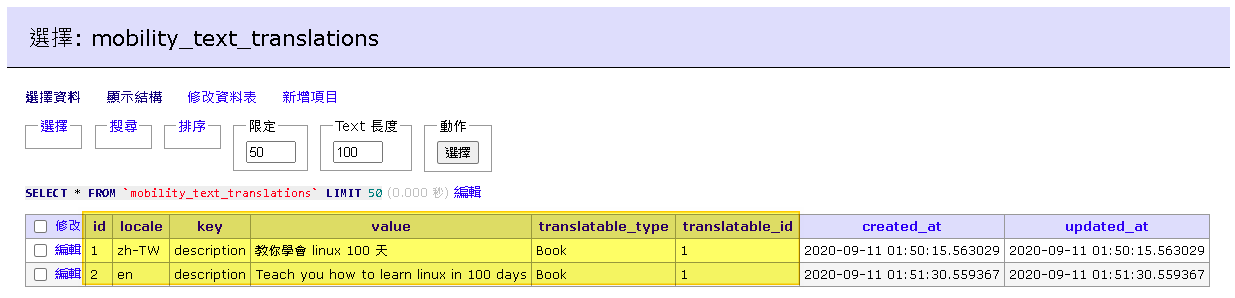 選擇: mobility_text_translations
選擇資料 顯示結構 修改資料表 新增項目
選擇 搜尋 排序 限定 Text 長度 動作
50 100 選擇
SELECT * FROM `mobility_text_translations` LIMIT 50 (0.000 秒) 編輯
修改 id locale key value translatable_type translatable_id created_at updated_at
編輯 1 zh-TW description 教你學會 linux 100 天 Book 1 2020-09-11 01:50:15.563029 2020-09-11 01:50:15.563029
編輯 2 en description Teach you how to learn linux in 100 days Book 1 2020-09-11 01:51:30.559367 2020-09-11 01:51:30.559367